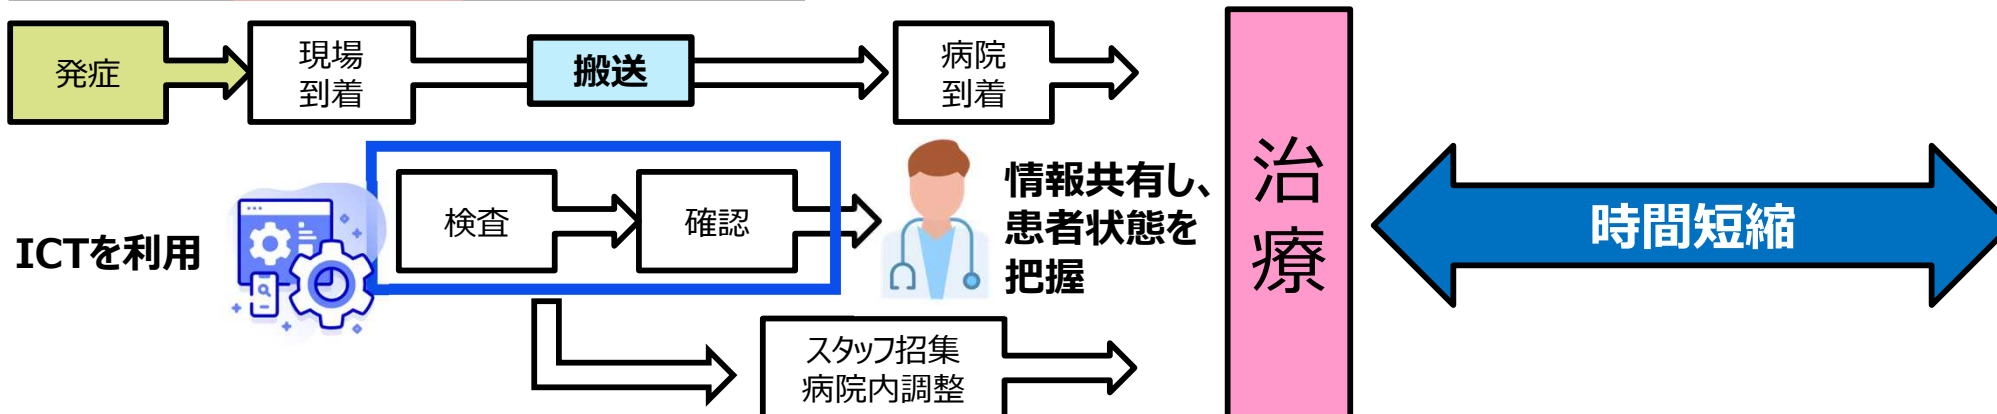 発症
現場
到着
搬送
病院
到着
ICTを利用
検査
確認
情報共有し、
患者状態を
把握
スタッフ招集
病院内調整
治
療
時間短縮